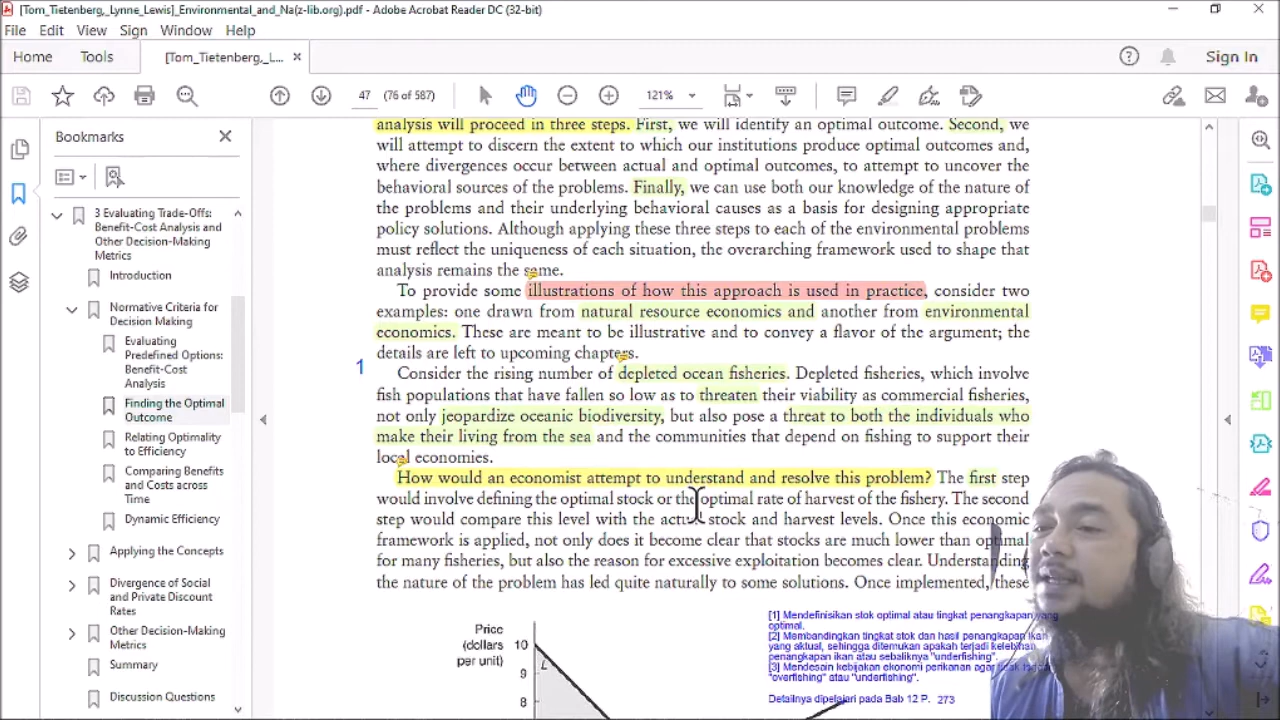 [Tom_Tietenberg,_Lynne_Lewis]_Environmental_and_Na(z-lib.org).pdf - Adobe Acrobat Reader DC (32-bit)
File Edit View Sign Window Help
Home Tools [Tom_Tietenberg,_L... Sign In
47 (76 of 587) 121%
Bookmarks
3 Evaluating Trade-Offs:
Benefit-Cost Analysis and
Other Decision-Making
Metrics
Introduction
Normative Criteria for
Decision Making
Evaluating
Predefined Options:
Benefit-Cost
Analysis
Finding the Optimal
Outcome
Relating Optimality
to Efficiency
Comparing Benefits
and Costs across
Time
Dynamic Efficiency
Applying the Concepts
Divergence of Social
and Private Discount
Rates
Other Decision-Making
Metrics
Summary
Discussion Questions
analysis will proceed in three steps. First, we will identify an optimal outcome. Second, we
will attempt to discern the extent to which our institutions produce optimal outcomes and,
where divergences occur between actual and optimal outcomes, to attempt to uncover the
behavioral sources of the problems. Finally, we can use both our knowledge of the nature of
the problems and their underlying behavioral causes as a basis for designing appropriate
policy solutions. Although applying these three steps to each of the environmental problems
must reflect the uniqueness of each situation, the overarching framework used to shape that
analysis remains the same.
To provide some illustrations of how this approach is used in practice, consider two
examples: one drawn from natural resource economics and another from environmental
economics. These are meant to be illustrative and to convey a flavor of the argument; the
details are left to upcoming chapters.
1
Consider the rising number of depleted ocean fisheries. Depleted fisheries, which involve
fish populations that have fallen so low as to threaten their viability as commercial fisheries,
not only jeopardize oceanic biodiversity, but also pose a threat to both the individuals who
make their living from the sea and the communities that depend on fishing to support their
local economies.
How would an economist attempt to understand and resolve this problem? The first step
would involve defining the optimal stock or the optimal rate of harvest of the fishery. The second
step would compare this level with the actual stock and harvest levels. Once this economic
framework is applied, not only does it become clear that stocks are much lower than optimal
for many fisheries, but also the reason for excessive exploitation becomes clear. Understanding
the nature of the problem has led quite naturally to some solutions. Once implemented, these
Price
(dollars
per unit)
10
9
8
[1] Mendefinisikan stok optimal atau tingkat penangkapan yang
optimal.
[2] Membandingkan tingkat stok dan hasil penangkapan ikan
yang aktual, sehingga ditemukan apakah terjadi kelebihan
penangkapan ikan atau sebaliknya "underfishing".
[3] Mendesain kebijakan ekonomi perikanan agar tidak
"overfishing" atau "underfishing".
Detailnya dipelajari pada Bab 12 P. 273